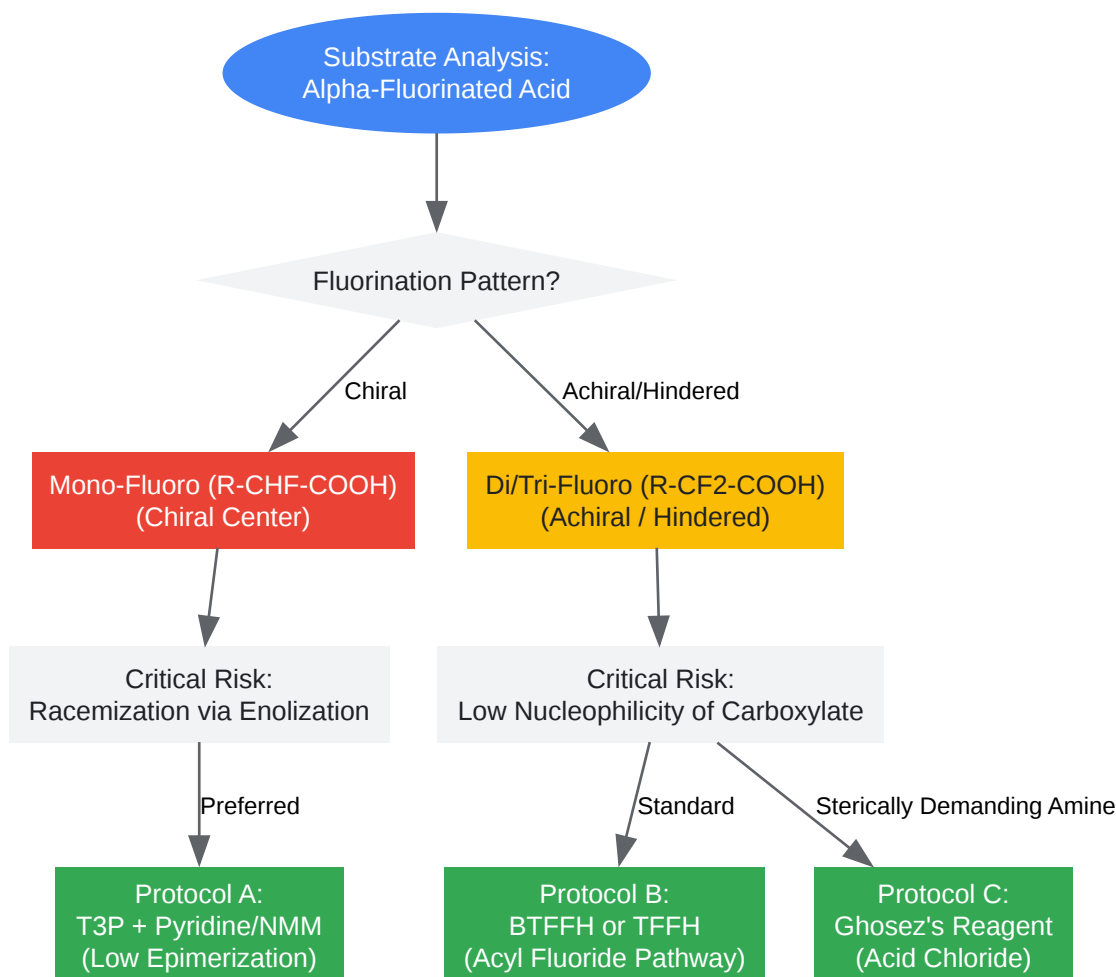 Substrate Analysis:
Alpha-Fluorinated Acid
Fluorination Pattern?
Chiral
Achiral/Hindered
Mono-Fluoro (R-CHF-COOH)
(Chiral Center)
Di/Tri-Fluoro (R-CF2-COOH)
(Achiral / Hindered)
Critical Risk:
Racemization via Enolization
Critical Risk:
Low Nucleophilicity of Carboxylate
Preferred
Standard
Sterically Demanding Amine
Protocol A:
T3P + Pyridine/NMM
(Low Epimerization)
Protocol B:
BTFFH or TFFH
(Acyl Fluoride Pathway)
Protocol C:
Ghosez's Reagent
(Acid Chloride)